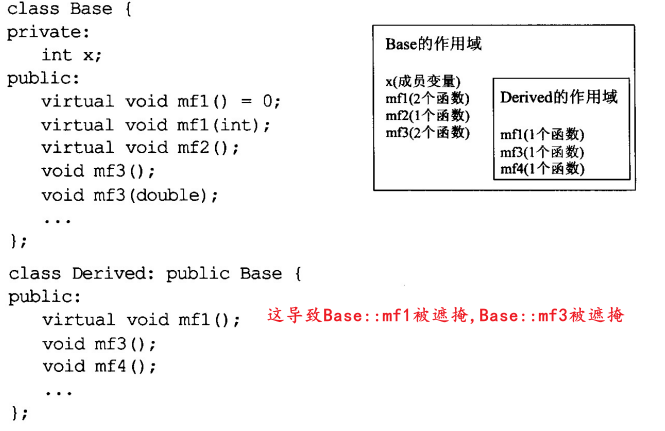 class Base {
private:
int x;
public:
virtual void mf1() = 0;
virtual void mf1(int);
virtual void mf2();
void mf3();
void mf3(double);
...
};
Base的作用域
x(成员变量)
mf1(2个函数)
mf2(1个函数)
mf3(2个函数)
Derived的作用域
mf1(1个函数)
mf3(1个函数)
mf4(1个函数)
class Derived: public Base {
public:
virtual void mf1();
这导致Base::mf1被遮掩,Base::mf3被遮掩
void mf3();
void mf4();
...
};